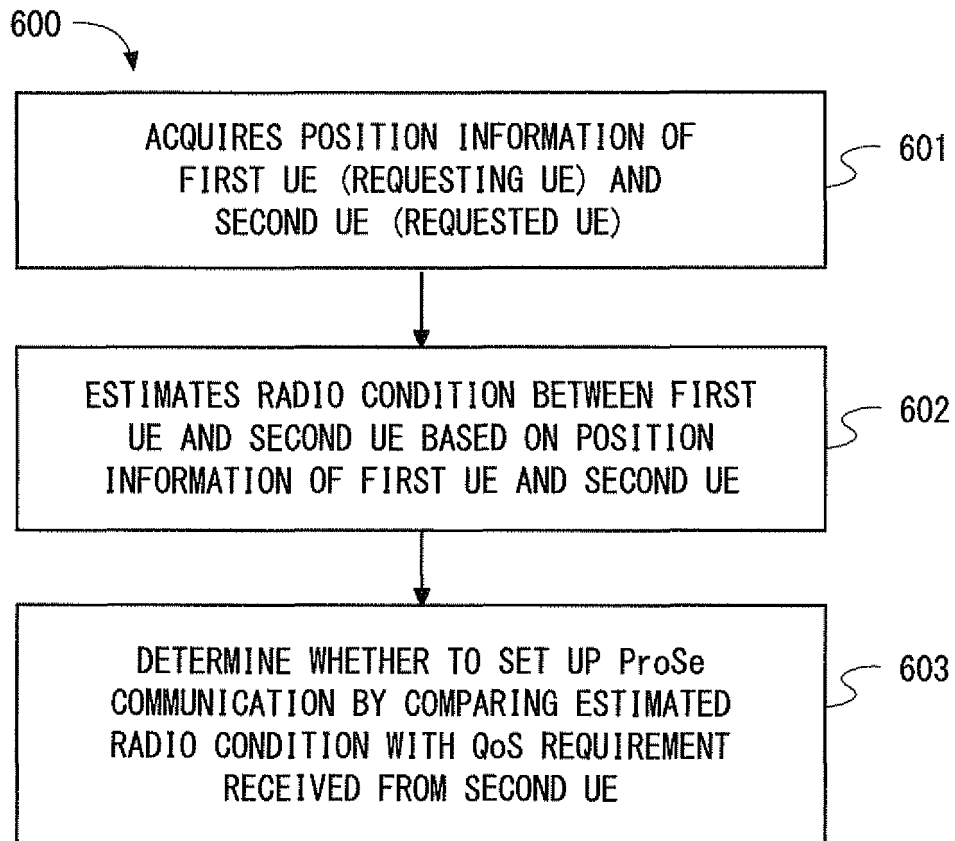 600
ACQUIRES POSITION INFORMATION OF
FIRST UE (REQUESTING UE) AND
SECOND UE (REQUESTED UE)
601
ESTIMATES RADIO CONDITION BETWEEN FIRST
UE AND SECOND UE BASED ON POSITION
INFORMATION OF FIRST UE AND SECOND UE
602
DETERMINE WHETHER TO SET UP ProSe
COMMUNICATION BY COMPARING ESTIMATED
RADIO CONDITION WITH QoS REQUIREMENT
RECEIVED FROM SECOND UE
603